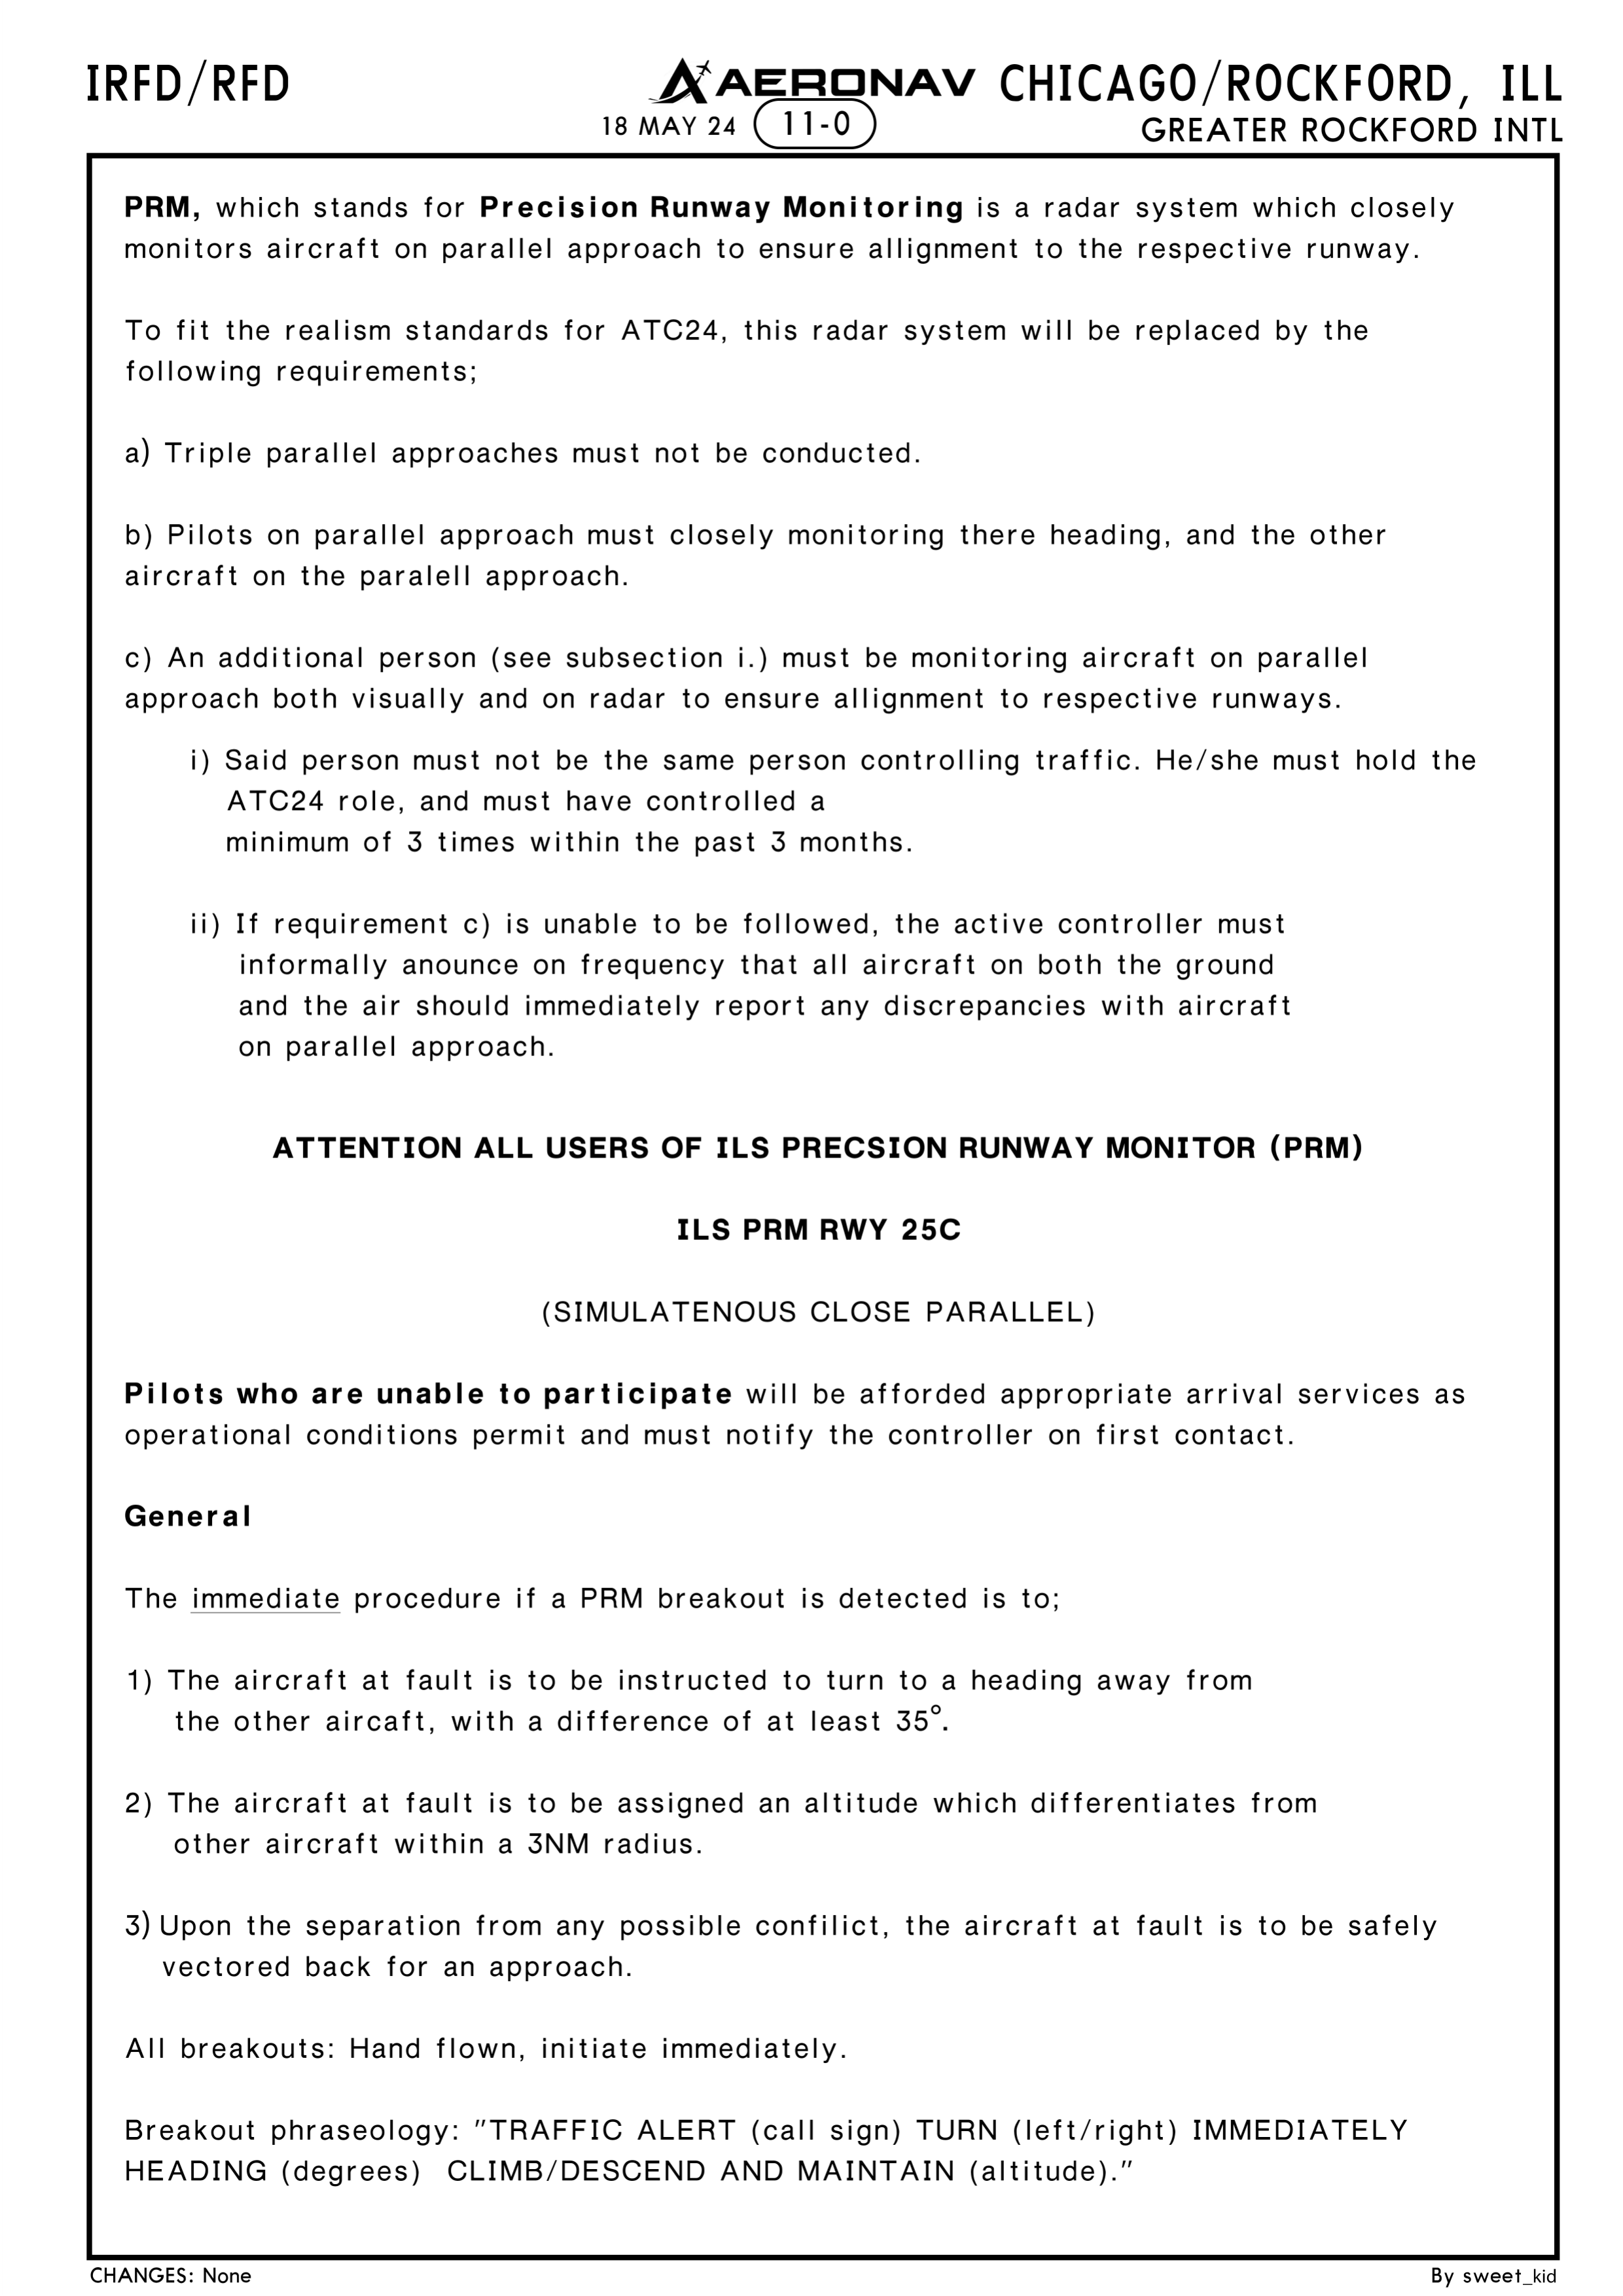 IRFD/RFD
AERONAV
CHICAGO/ROCKFORD, ILL
18 MAY 24
11-0
GREATER ROCKFORD INTL
PRM, which stands for Precision Runway Monitoring is a radar system which closely
monitors aircraft on parallel approach to ensure allignment to the respective runway.
To fit the realism standards for ATC24, this radar system will be replaced by the
following requirements;
a) Triple parallel approaches must not be conducted.
b) Pilots on parallel approach must closely monitoring there heading, and the other
aircraft on the paralell approach.
c) An additional person (see subsection i.) must be monitoring aircraft on parallel
approach both visually and on radar to ensure allignment to respective runways.
i) Said person must not be the same person controlling traffic. He/she must hold the
ATC24 role, and must have controlled a
minimum of 3 times within the past 3 months.
ii) If requirement c) is unable to be followed, the active controller must
informally anounce on frequency that all aircraft on both the ground
and the air should immediately report any discrepancies with aircraft
on parallel approach.
ATTENTION ALL USERS OF ILS PRECSION RUNWAY MONITOR (PRM)
ILS PRM RWY 25C
(SIMULATENOUS CLOSE PARALLEL)
Pilots who are unable to participate will be afforded appropriate arrival services as
operational conditions permit and must notify the controller on first contact.
General
The immediate procedure if a PRM breakout is detected is to;
1) The aircraft at fault is to be instructed to turn to a heading away from
the other aircaft, with a difference of at least 35°.
2) The aircraft at fault is to be assigned an altitude which differentiates from
other aircraft within a 3NM radius.
3) Upon the separation from any possible confilict, the aircraft at fault is to be safely
vectored back for an approach.
All breakouts: Hand flown, initiate immediately.
Breakout phraseology: "TRAFFIC ALERT (call sign) TURN (left/right) IMMEDIATELY
HEADING (degrees) CLIMB/DESCEND AND MAINTAIN (altitude)."
CHANGES: None
By sweet_kid